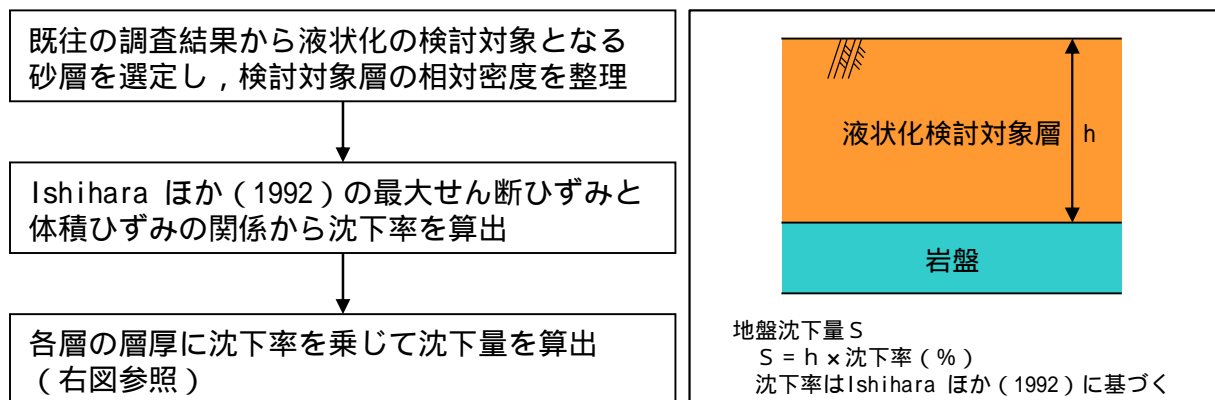 既往の調査結果から液状化の検討対象となる
砂層を選定し，検討対象層の相対密度を整理
Ishihara ほか（1992）の最大せん断ひずみと
体積ひずみの関係から沈下率を算出
各層の層厚に沈下率を乗じて沈下量を算出
（右図参照）
液状化検討対象層
h
岩盤
地盤沈下量Ｓ
Ｓ＝ｈ×沈下率（％）
沈下率はIshihara ほか（1992）に基づく